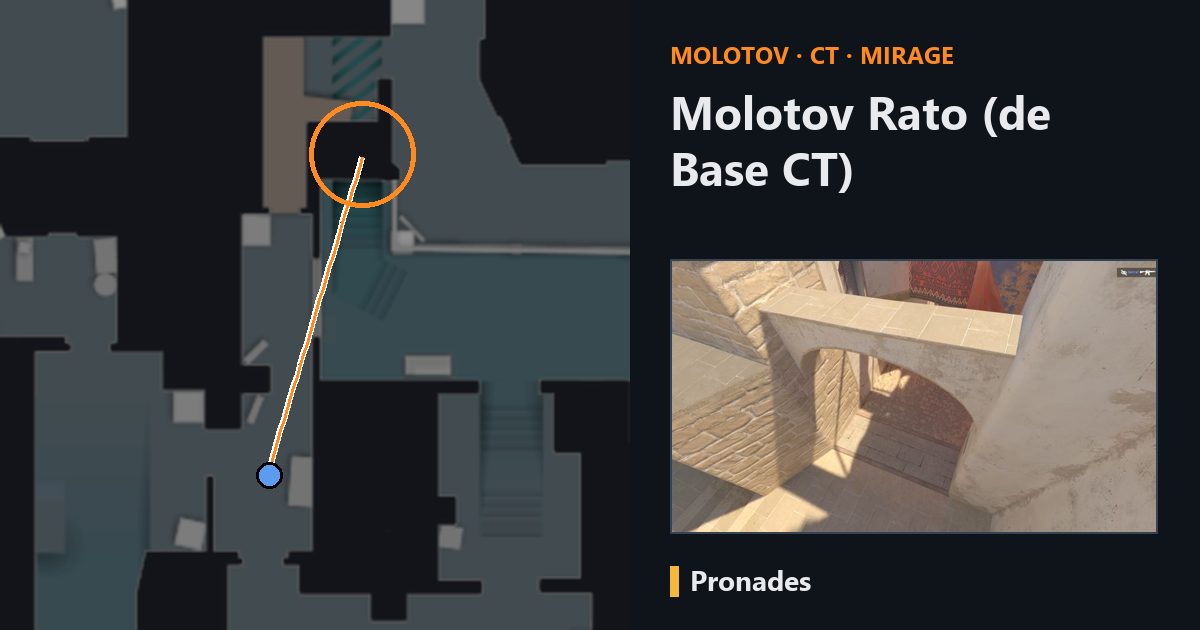 MOLOTOV · CT · MIRAGE
Molotov Rato (de
Base CT)
Pronades